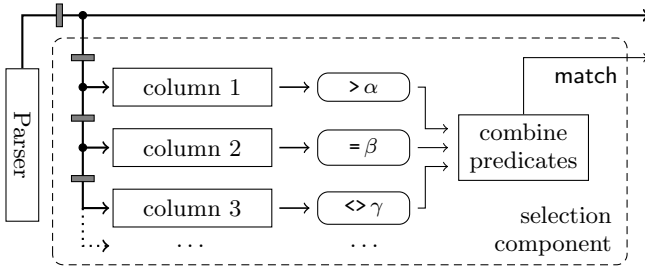 Parser
column 1
> α
match
column 2
= β
combine
predicates
column 3
<> γ
selection
component
...
...